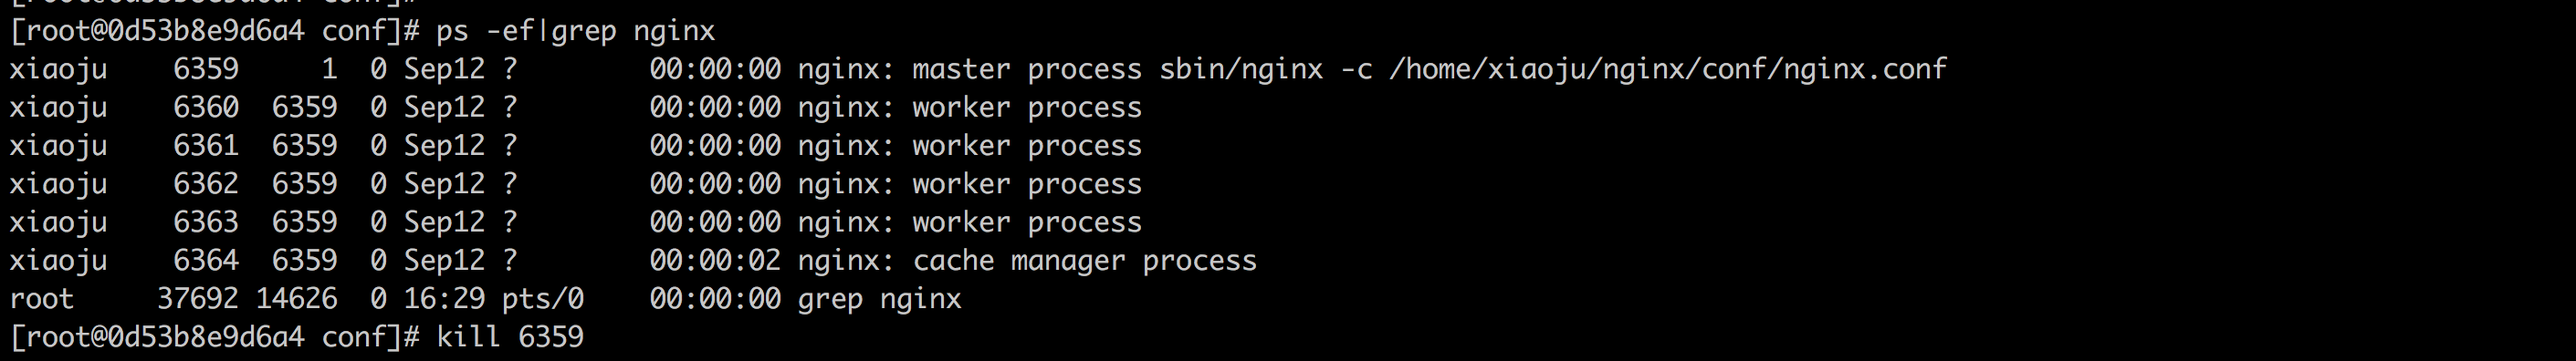 [root@0d53b8e9d6a4 conf]#
[root@0d53b8e9d6a4 conf]# ps -ef|grep nginx
xiaoju    6359     1  0 Sep12 ?        00:00:00 nginx: master process sbin/nginx -c /home/xiaoju/nginx/conf/nginx.conf
xiaoju    6360  6359  0 Sep12 ?        00:00:00 nginx: worker process
xiaoju    6361  6359  0 Sep12 ?        00:00:00 nginx: worker process
xiaoju    6362  6359  0 Sep12 ?        00:00:00 nginx: worker process
xiaoju    6363  6359  0 Sep12 ?        00:00:00 nginx: worker process
xiaoju    6364  6359  0 Sep12 ?        00:00:02 nginx: cache manager process
root     37692 14626  0 16:29 pts/0    00:00:00 grep nginx
[root@0d53b8e9d6a4 conf]# kill 6359